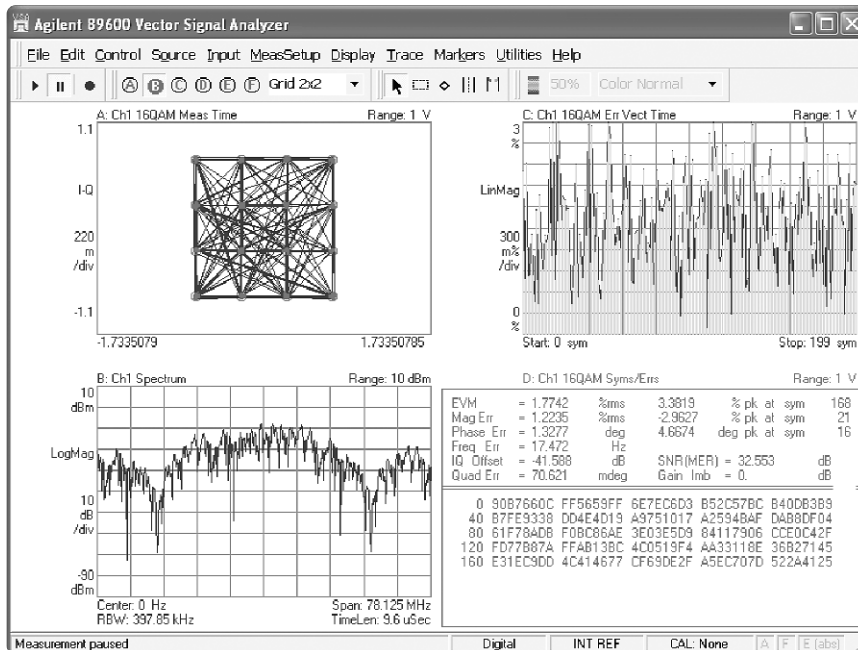 Agilent 89600 Vector Signal Analyzer
File Edit Control Source Input MeasSetup Display Trace Markers Utilities Help
A B C D E F Grid 2x2 50% Color Normal
A: Ch1 16QAM Meas Time Range: 1 V
1.1
I-Q
220
m
/div
-1.1
-1.7335079 1.73350785
C: Ch1 16QAM Err Vect Time Range: 1 V
3
%
LinMag
300
m%
/div
0
%
Start: 0 sym Stop: 199 sym
B: Ch1 Spectrum Range: 10 dBm
10
dBm
LogMag
10
dB
/div
-90
dBm
Center: 0 Hz Span: 78.125 MHz
RBW: 397.85 kHz TimeLen: 9.6 uSec
D: Ch1 16QAM Syms/Errs Range: 1 V
EVM = 1.7742 %rms 3.3819 % pk at sym 168
Mag Err = 1.2235 %rms -2.9627 % pk at sym 21
Phase Err = 1.3277 deg 4.6674 deg pk at sym 16
Freq Err = 17.472 Hz
IQ Offset = -41.588 dB SNR(MER) = 32.553 dB
Quad Err = 70.621 mdeg Gain Imb = 0. dB
0 90B7660C FF5659FF 6E7EC6D3 B52C57BC B40DB3B9
40 B7FE9338 DD4E4D19 A9751017 A2594BAF DAB8DF04
80 61F78ADB F0BC86AE 3E03E5D9 84117906 CCE0C42F
120 FD77B87A FFAB13BC 4C0519F4 AA33118E 36B27145
160 E31EC9DD 4C414677 CF69DE2F A5EC707D 522A4125
Measurement paused Digital INT REF CAL: None A F E (abs)